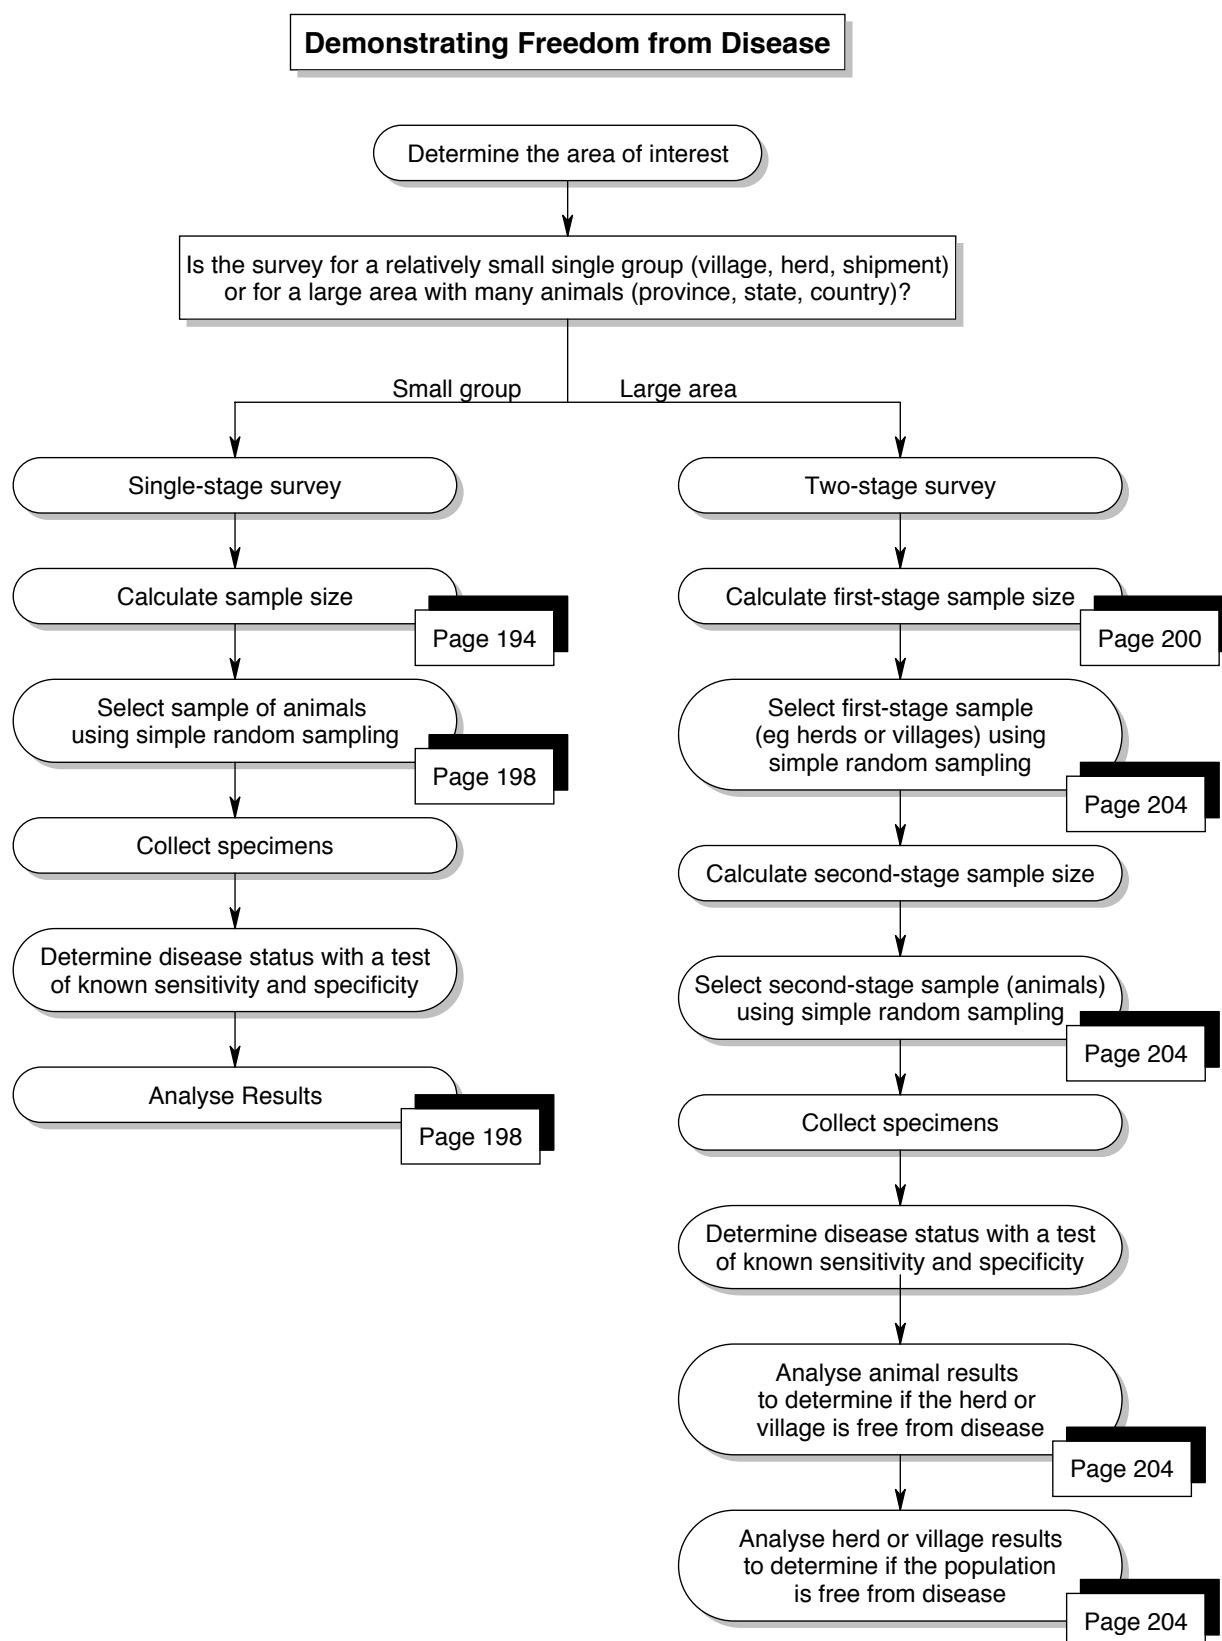 Demonstrating Freedom from Disease
Determine the area of interest
Is the survey for a relatively small single group (village, herd, shipment)
or for a large area with many animals (province, state, country)?
Small group
Large area
Single-stage survey
Calculate sample size
Page 194
Select sample of animals
using simple random sampling
Page 198
Collect specimens
Determine disease status with a test
of known sensitivity and specificity
Analyse Results
Page 198
Two-stage survey
Calculate first-stage sample size
Page 200
Select first-stage sample
(eg herds or villages) using
simple random sampling
Page 204
Calculate second-stage sample size
Select second-stage sample (animals)
using simple random sampling
Page 204
Collect specimens
Determine disease status with a test
of known sensitivity and specificity
Analyse animal results
to determine if the herd or
village is free from disease
Page 204
Analyse herd or village results
to determine if the population
is free from disease
Page 204